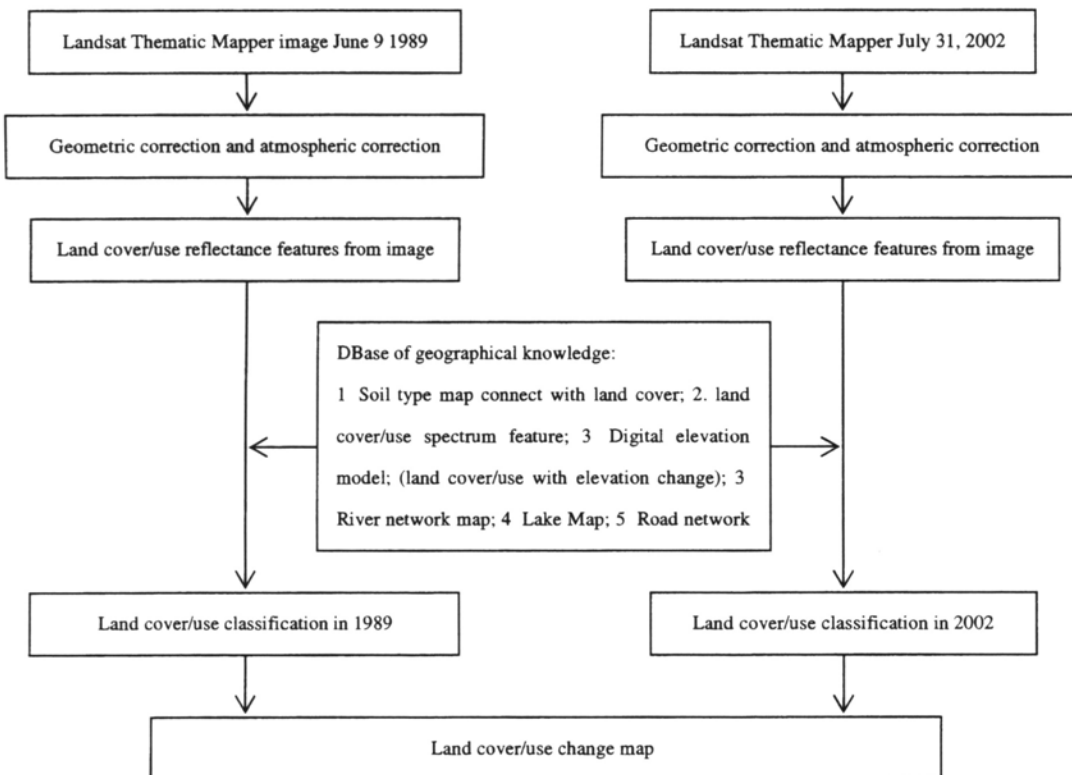 Landsat Thematic Mapper image June 9 1989
Landsat Thematic Mapper July 31, 2002
Geometric correction and atmospheric correction
Geometric correction and atmospheric correction
Land cover/use reflectance features from image
Land cover/use reflectance features from image
DBase of geographical knowledge:
1 Soil type map connect with land cover; 2. land
cover/use spectrum feature; 3 Digital elevation
model; (land cover/use with elevation change); 3
River network map; 4 Lake Map; 5 Road network
Land cover/use classification in 1989
Land cover/use classification in 2002
Land cover/use change map